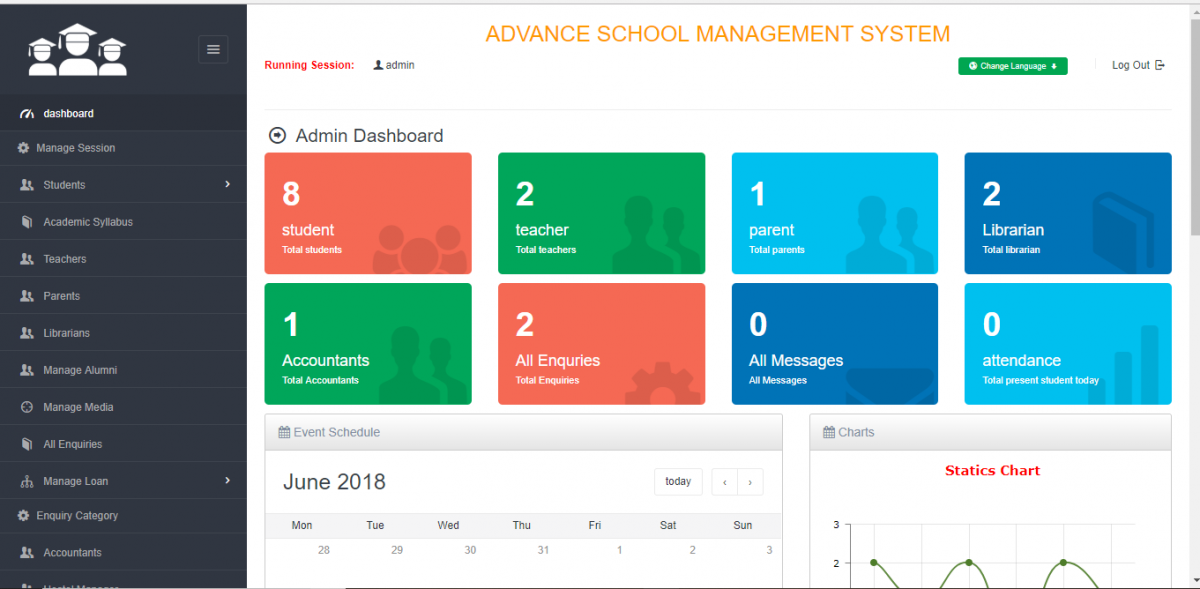 ADVANCE SCHOOL MANAGEMENT SYSTEM
Running Session:
admin
Change Language
Log Out
dashboard
Manage Session
Students
Academic Syllabus
Teachers
Parents
Librarians
Manage Alumni
Manage Media
All Enquiries
Manage Loan
Enquiry Category
Accountants
Hostel Manager
Admin Dashboard
8
student
Total students
2
teacher
Total teachers
1
parent
Total parents
2
Librarian
Total librarian
1
Accountants
Total Accountants
2
All Enquries
Total Enquiries
0
All Messages
All Messages
0
attendance
Total present student today
Event Schedule
June 2018
today
‹ ›
Mon Tue Wed Thu Fri Sat Sun
28 29 30 31 1 2 3
Charts
Statics Chart
3
2